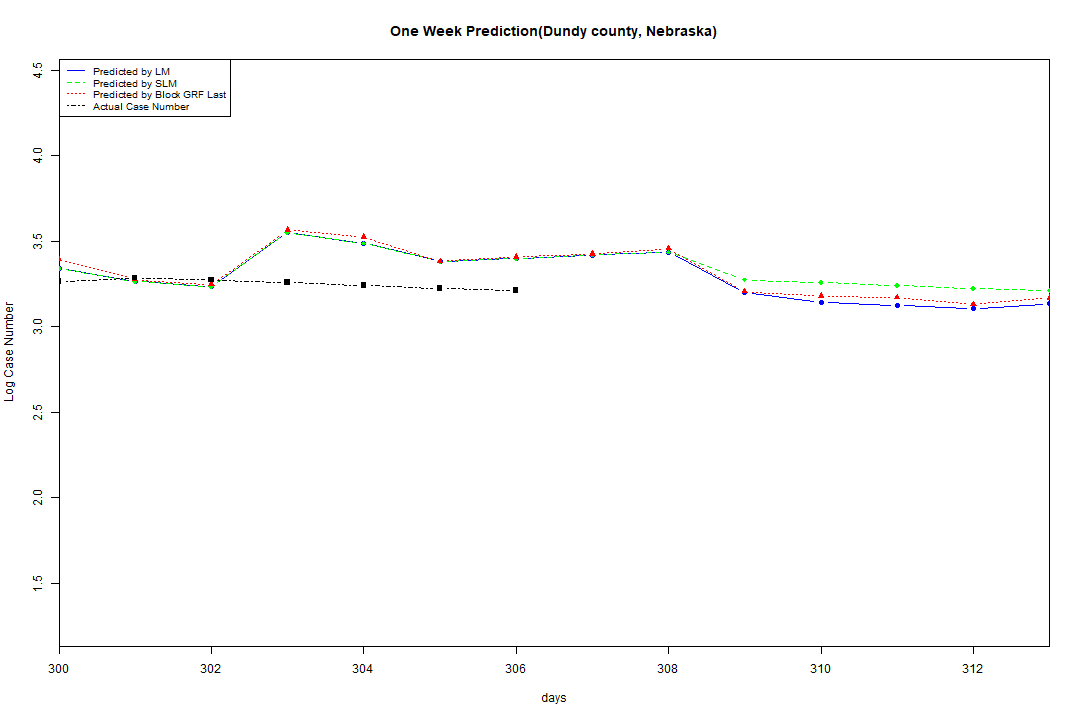 One Week Prediction(Dundy county, Nebraska)
Predicted by LM
Predicted by SLM
Predicted by Block GRF Last
Actual Case Number
4.5
4.0
3.5
3.0
2.5
2.0
1.5
Log Case Number
300 302 304 306 308 310 312
days